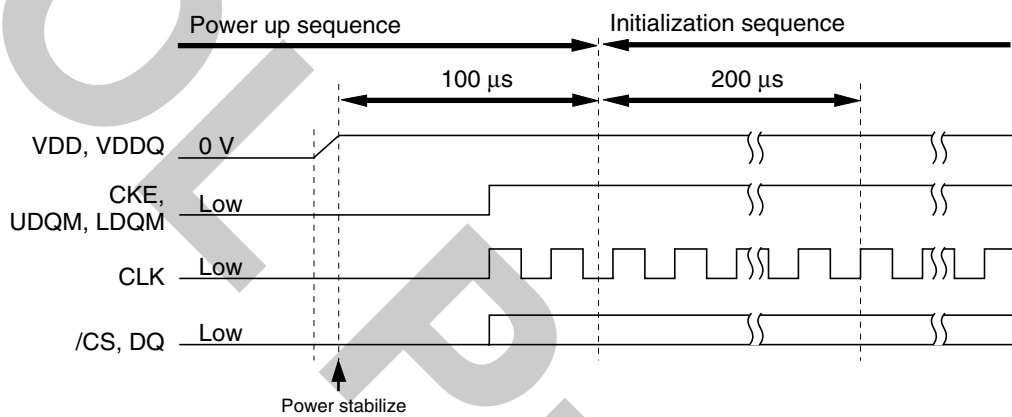 Power up sequence
Initialization sequence
100 μs
200 μs
VDD, VDDQ
0 V
CKE,
UDQM, LDQM
Low
CLK
Low
/CS, DQ
Low
Power stabilize